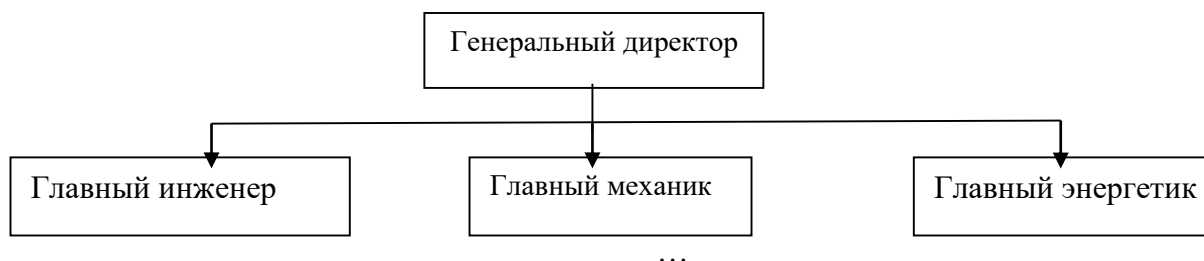 Генеральный директор
Главный инженер
Главный механик
Главный энергетик
...